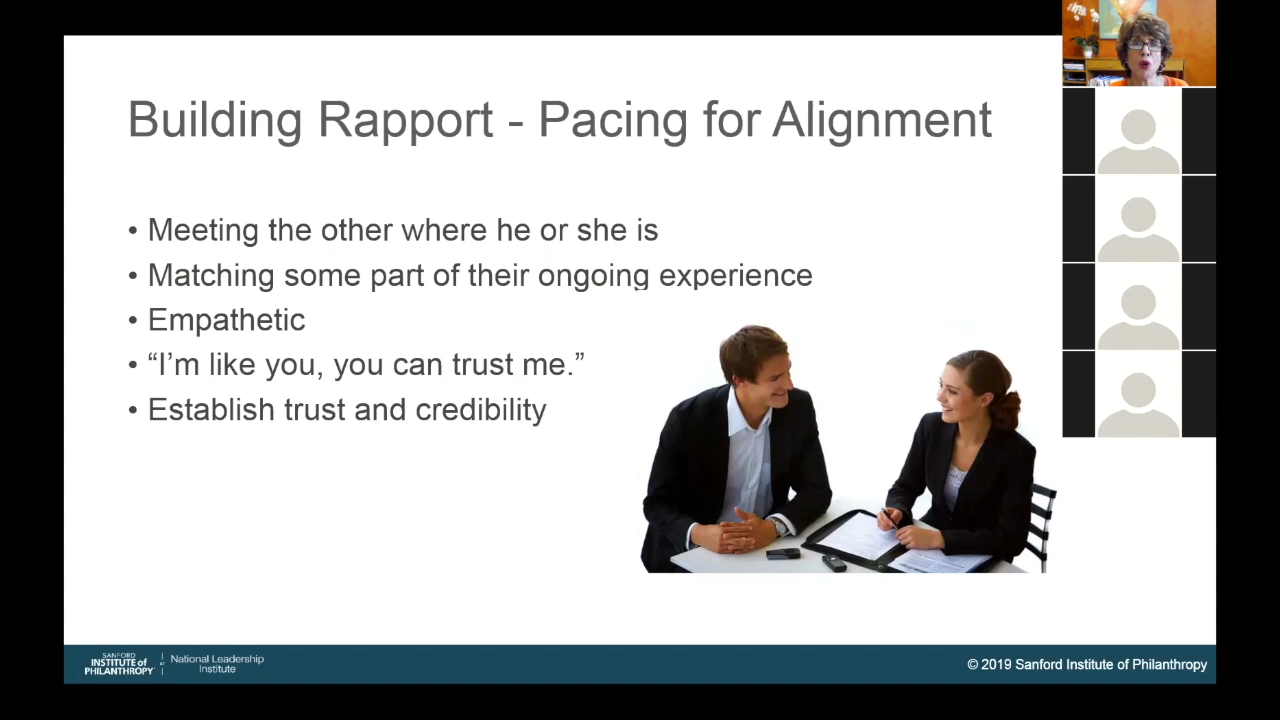 Building Rapport - Pacing for Alignment
• Meeting the other where he or she is
• Matching some part of their ongoing experience
• Empathetic
• “I’m like you, you can trust me.”
• Establish trust and credibility
SANFORD
INSTITUTE of
PHILANTHROPY
AT
National Leadership
Institute
© 2019 Sanford Institute of Philanthropy